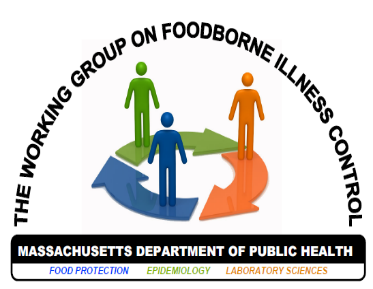 THE WORKING GROUP ON FOODBORNE ILLNESS CONTROL
MASSACHUSETTS DEPARTMENT OF PUBLIC HEALTH
FOOD PROTECTION EPIDEMIOLOGY LABORATORY SCIENCES